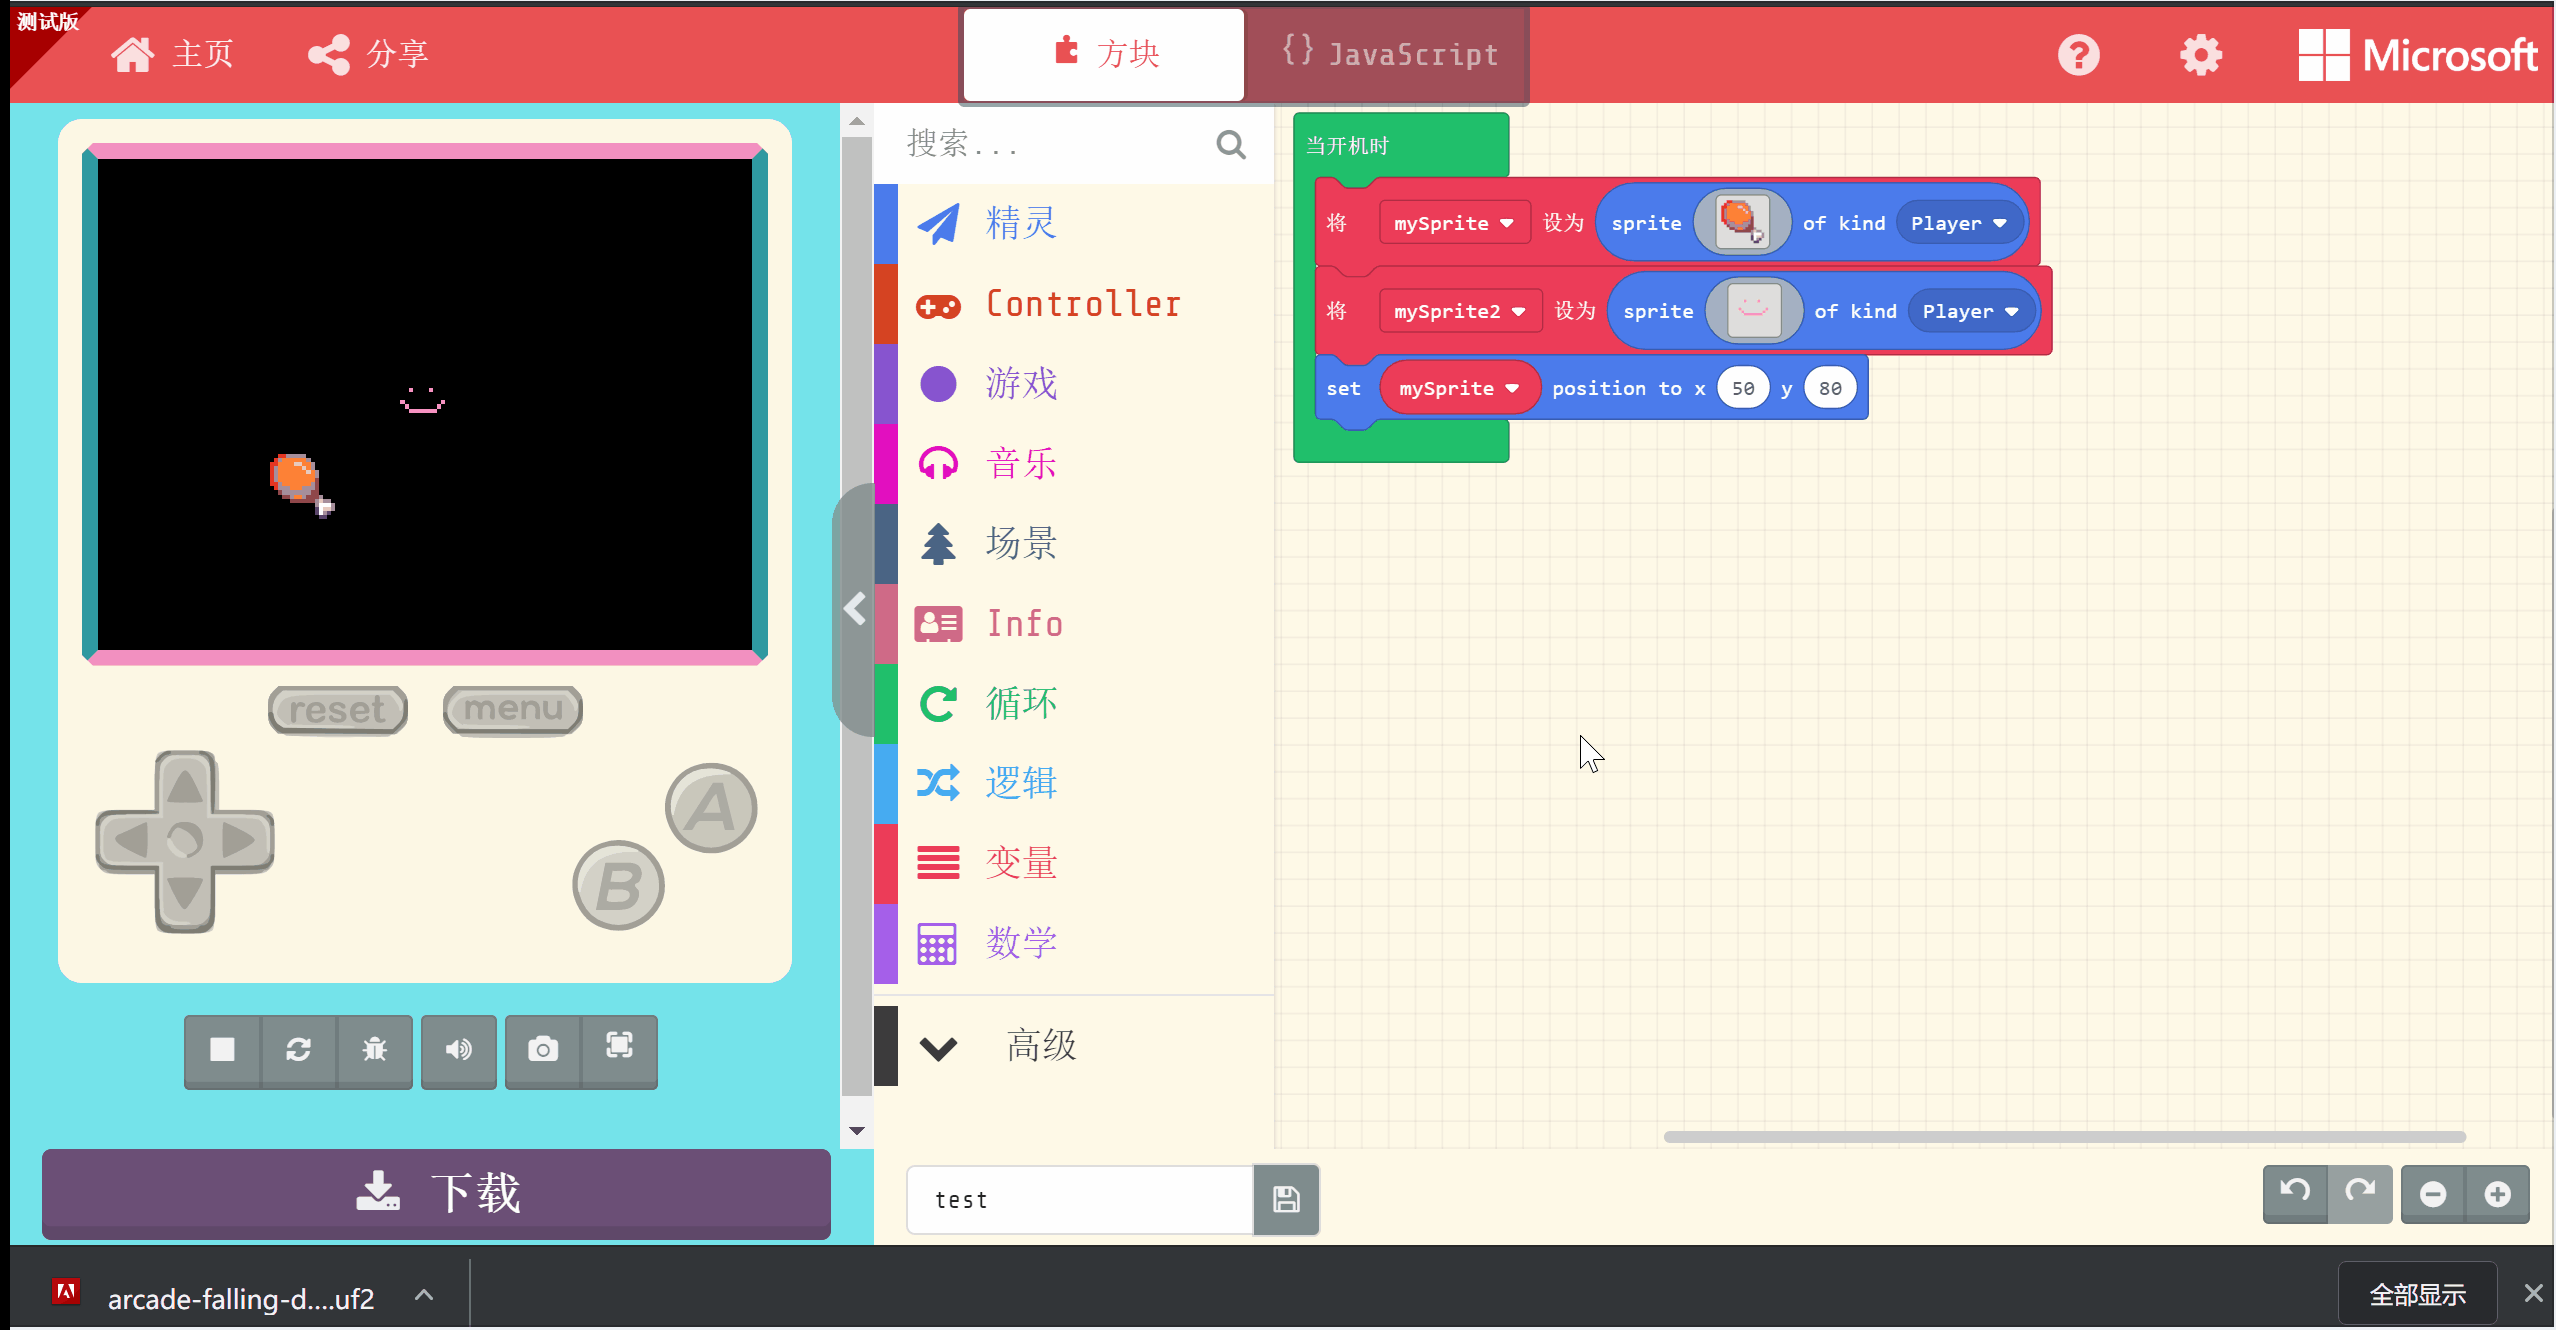 测试版
主页
分享
方块
{} JavaScript
Microsoft
搜索...
精灵
Controller
游戏
音乐
场景
Info
循环
逻辑
变量
数学
高级
当开机时
将 mySprite 设为 sprite of kind Player
将 mySprite2 设为 sprite of kind Player
set mySprite position to x 50 y 80
reset
menu
A
B
下载
test
arcade-falling-d....uf2
全部显示